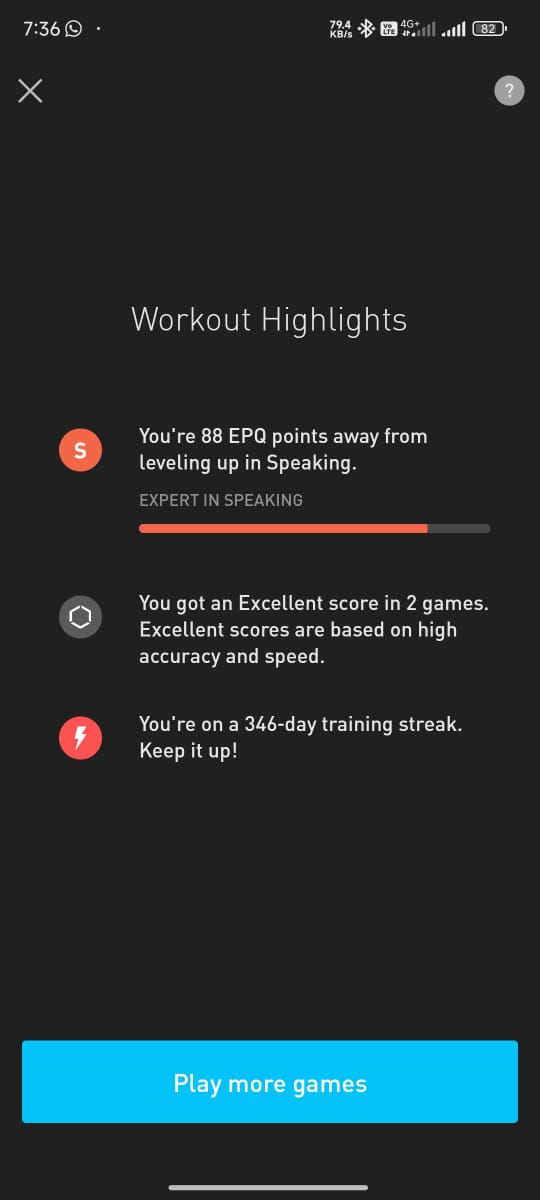 7:36
79.4
KB/s
Vo
LTE
4G+
82
?
Workout Highlights
S
You're 88 EPQ points away from
leveling up in Speaking.
EXPERT IN SPEAKING
You got an Excellent score in 2 games.
Excellent scores are based on high
accuracy and speed.
You're on a 346-day training streak.
Keep it up!
Play more games